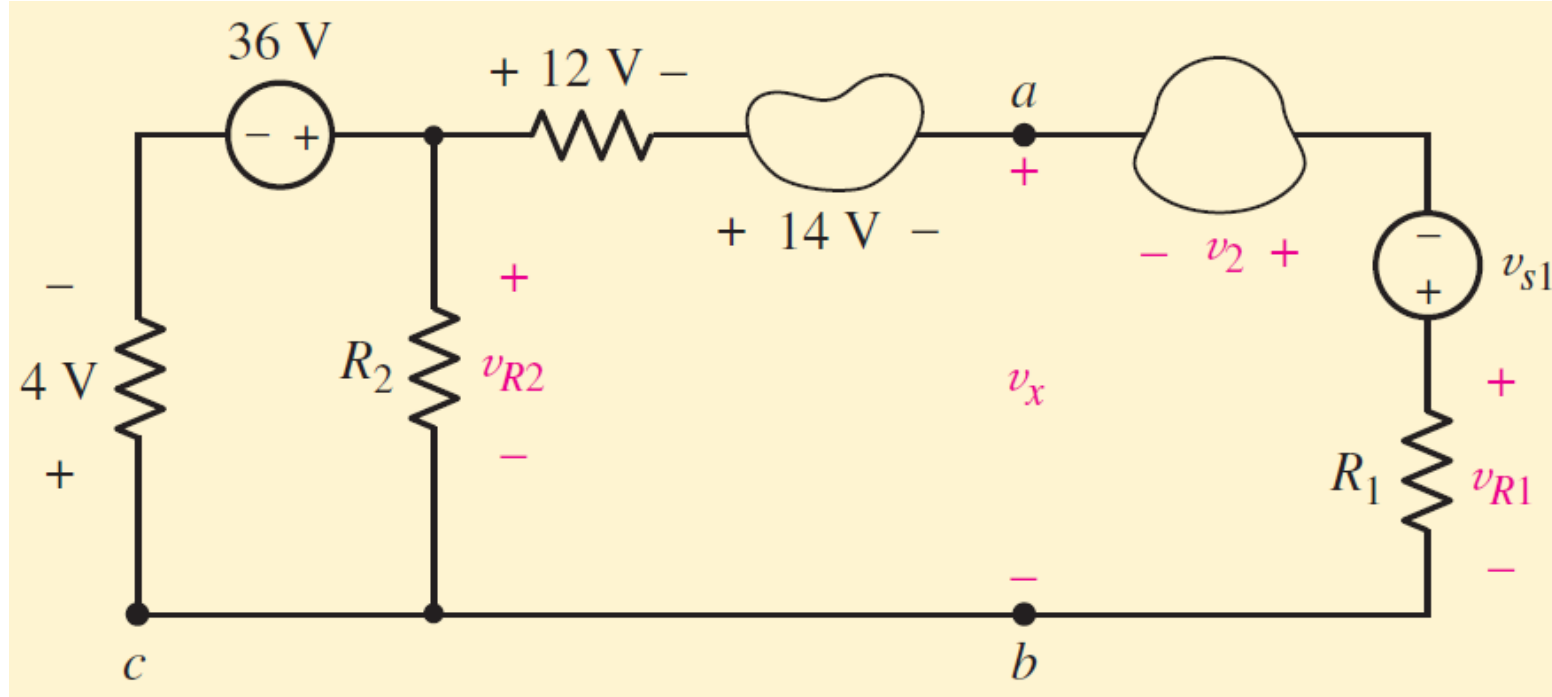 36 V
− +
+ 12 V −
a
+
+ 14 V −
− v2 +
−
+
vs1
−
4 V
+
R2
+
vR2
−
vx
−
R1
+
vR1
−
c
b